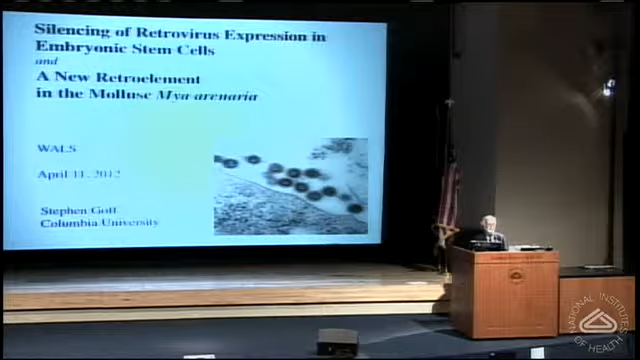 Silencing of Retrovirus Expression in
Embryonic Stem Cells
and
A New Retroelement
in the Mollusc Mya arenaria
WALS
April 11, 2012
Stephen Goff
Columbia University
NATIONAL INSTITUTES
OF HEALTH